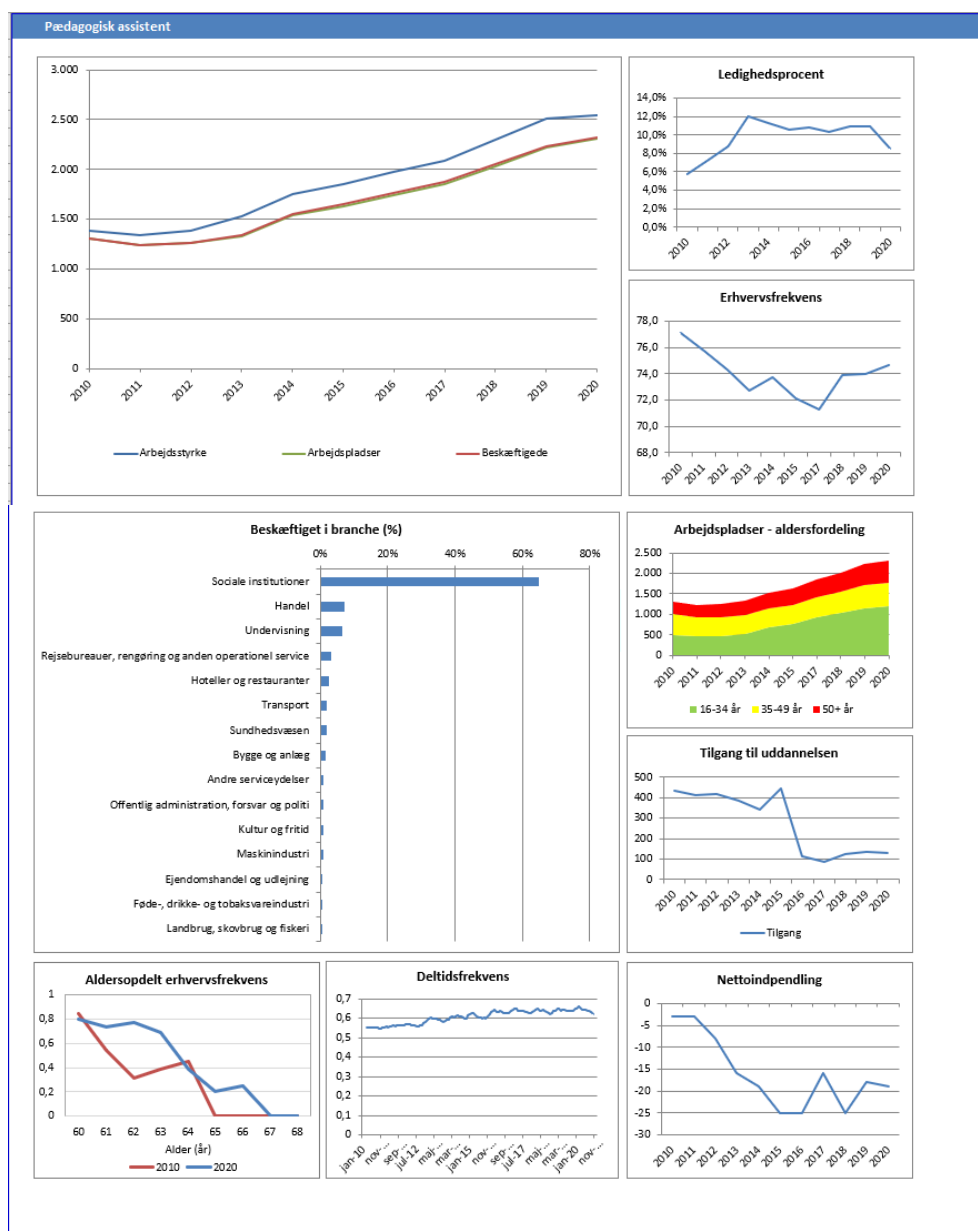 Pædagogisk assistent
3.000
2.500
2.000
1.500
1.000
500
0
2010 2011 2012 2013 2014 2015 2016 2017 2018 2019 2020
Arbejdsstyrke Arbejdspladser Beskæftigede
Ledighedsprocent
14,0%
12,0%
10,0%
8,0%
6,0%
4,0%
2,0%
0,0%
2010 2012 2014 2016 2018 2020
Erhvervsfrekvens
78,0
76,0
74,0
72,0
70,0
68,0
2010 2011 2012 2013 2014 2015 2017 2018 2019 2020
Beskæftiget i branche (%)
0% 20% 40% 60% 80%
Sociale institutioner
Handel
Undervisning
Rejsebureauer, rengøring og anden operationel service
Hoteller og restauranter
Transport
Sundhedsvæsen
Bygge og anlæg
Andre serviceydelser
Offentlig administration, forsvar og politi
Kultur og fritid
Maskinindustri
Ejendomshandel og udlejning
Føde-, drikke- og tobaksvareindustri
Landbrug, skovbrug og fiskeri
Arbejdspladser - aldersfordeling
2.500
2.000
1.500
1.000
500
0
2010 2011 2012 2013 2014 2015 2016 2017 2018 2019 2020
16-34 år 35-49 år 50+ år
Tilgang til uddannelsen
500
400
300
200
100
0
2010 2011 2012 2013 2014 2015 2016 2017 2018 2019 2020
Tilgang
Aldersopdelt erhvervsfrekvens
1
0,8
0,6
0,4
0,2
0
60 61 62 63 64 65 66 67 68
Alder (år)
2010 2020
Deltidsfrekvens
0,7
0,6
0,5
0,4
0,3
0,2
0,1
0
jan-10 nov-... sep-... jul-12 maj-... mar-... jan-15 nov-... sep-... jul-17 maj-... mar-... jan-20 nov-...
Nettoindpendling
0
-5
-10
-15
-20
-25
-30
2010 2011 2012 2013 2014 2015 2016 2017 2018 2019 2020